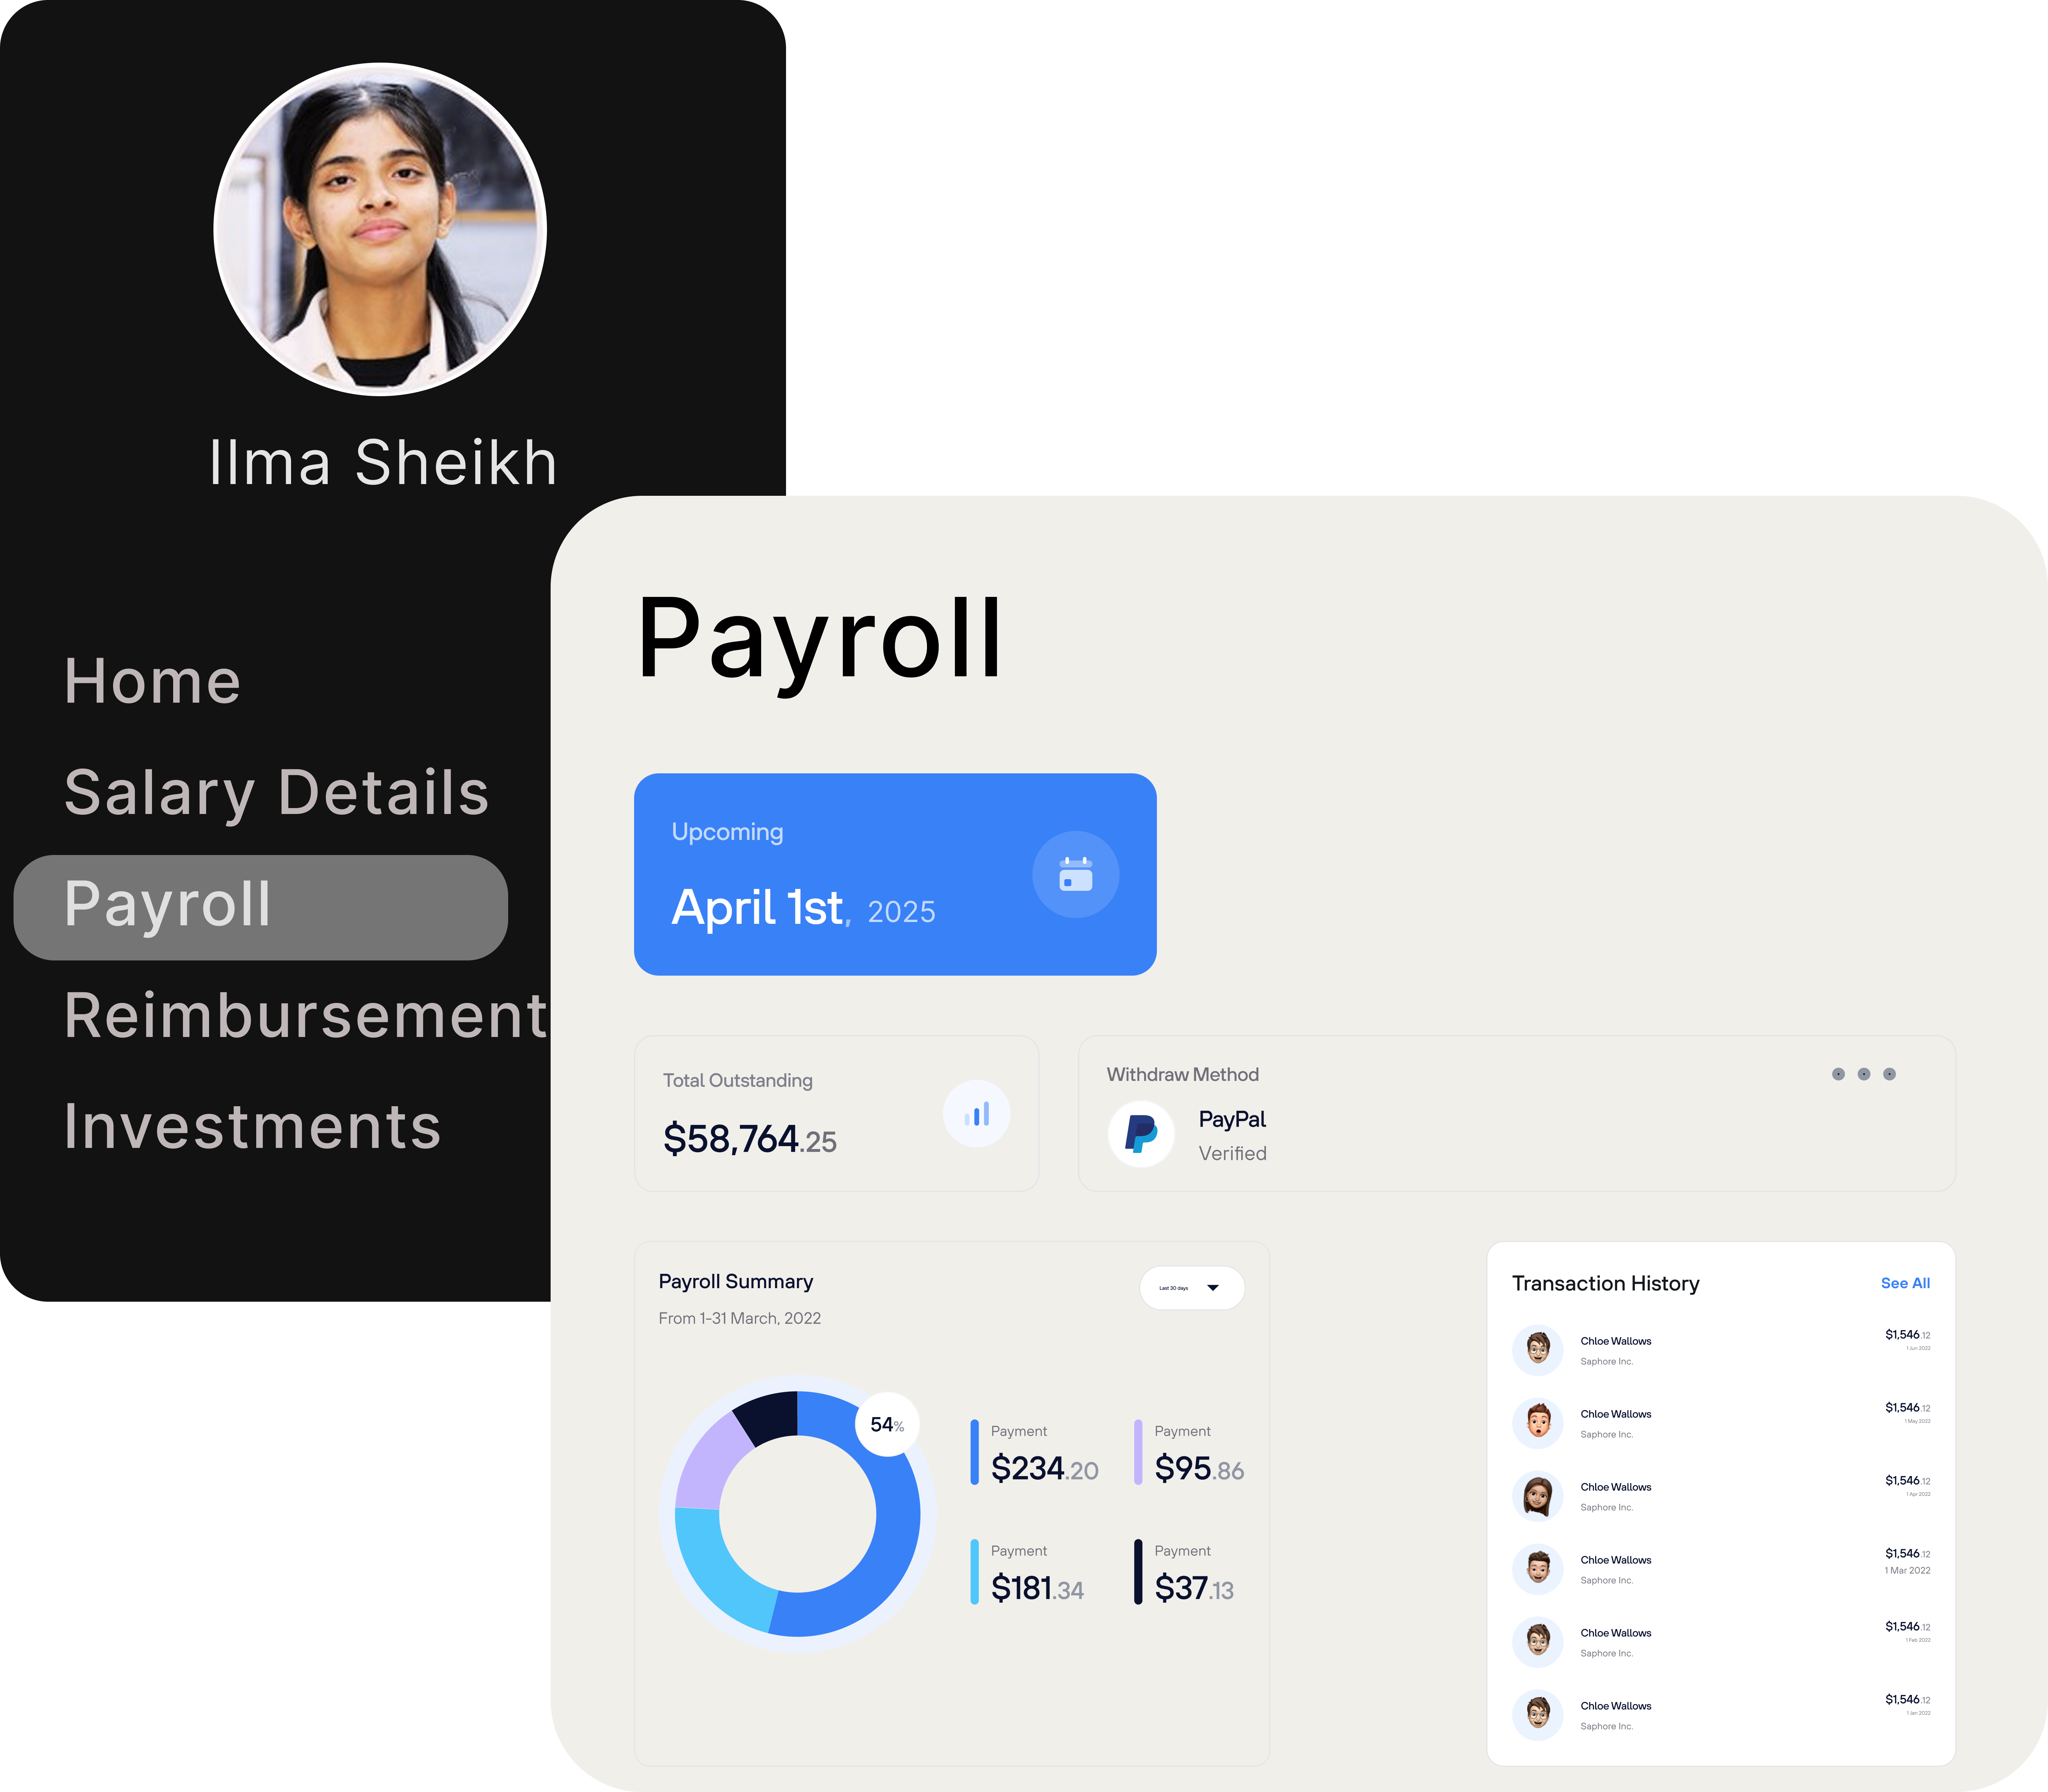 Ilma Sheikh
Home
Salary Details
Payroll
Reimbursement
Investments
Payroll
Upcoming
April 1st, 2025
Total Outstanding
$58,764.25
Withdraw Method
PayPal
Verified
Payroll Summary
Last 30 days
From 1-31 March, 2022
54%
Payment
$234.20
Payment
$95.86
Payment
$181.34
Payment
$37.13
Transaction History
See All
Chloe Wallows
$1,546.12
Saphore Inc.
1 Jun 2022
Chloe Wallows
$1,546.12
Saphore Inc.
1 May 2022
Chloe Wallows
$1,546.12
Saphore Inc.
1 Apr 2022
Chloe Wallows
$1,546.12
Saphore Inc.
1 Mar 2022
Chloe Wallows
$1,546.12
Saphore Inc.
1 Feb 2022
Chloe Wallows
$1,546.12
Saphore Inc.
1 Jan 2022